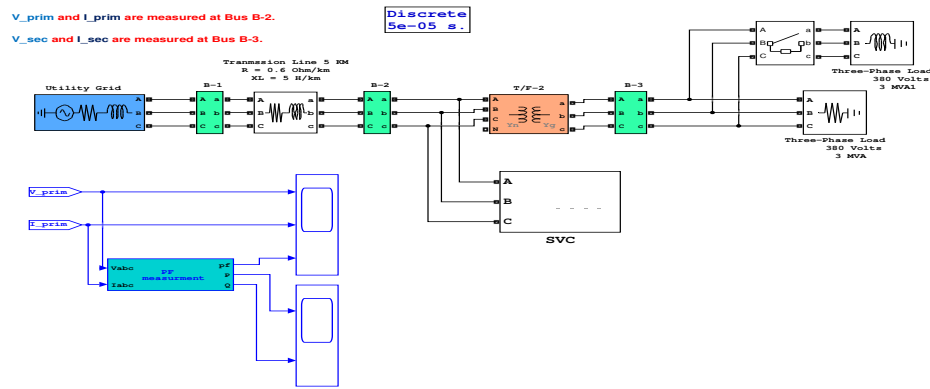 V_prim and I_prim are measured at Bus B-2.
V_sec and I_sec are measured at Bus B-3.
Discrete
5e-05 s.
Tranmssion Line 5 KM
R = 0.6 Ohm/km
XL = 5 H/km
Utility Grid
B-1
B-2
T/F-2
B-3
A
B
C
A a
B b
C c
A a
B b
C c
A a
B b
C c
A a
B b
C c
N
Yn Yg
A a
B b
C c
A a
B b
C c
A
B
C
Three-Phase Load
380 Volts
3 MVA1
A
B
C
Three-Phase Load
380 Volts
3 MVA
A
B
C
- - - -
SVC
V_prim
I_prim
Vabc
Iabc
PF
measurment
pf
P
Q